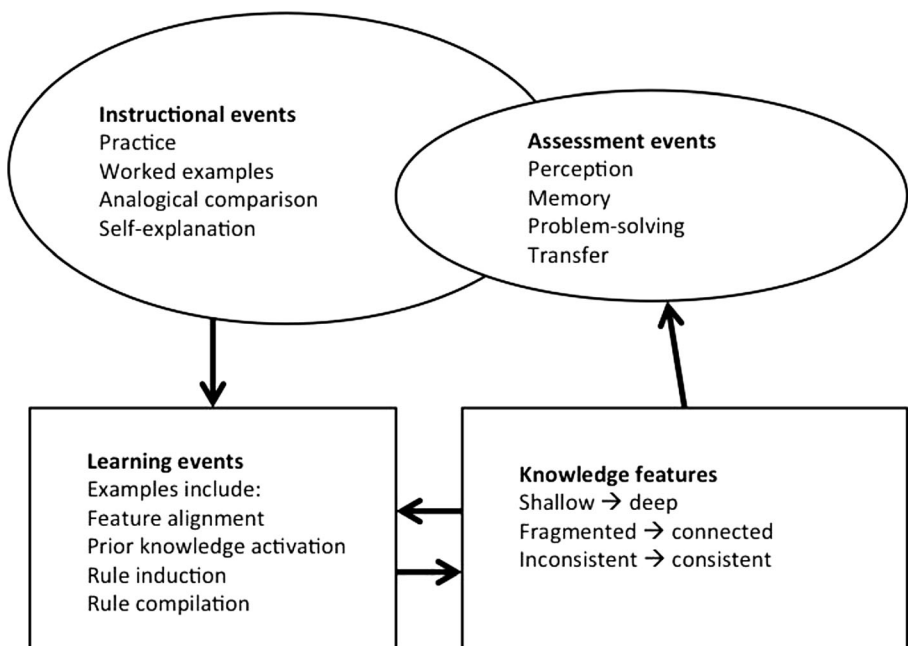 Instructional events
Practice
Worked examples
Analogical comparison
Self-explanation
Assessment events
Perception
Memory
Problem-solving
Transfer
Learning events
Examples include:
Feature alignment
Prior knowledge activation
Rule induction
Rule compilation
Knowledge features
Shallow → deep
Fragmented → connected
Inconsistent → consistent